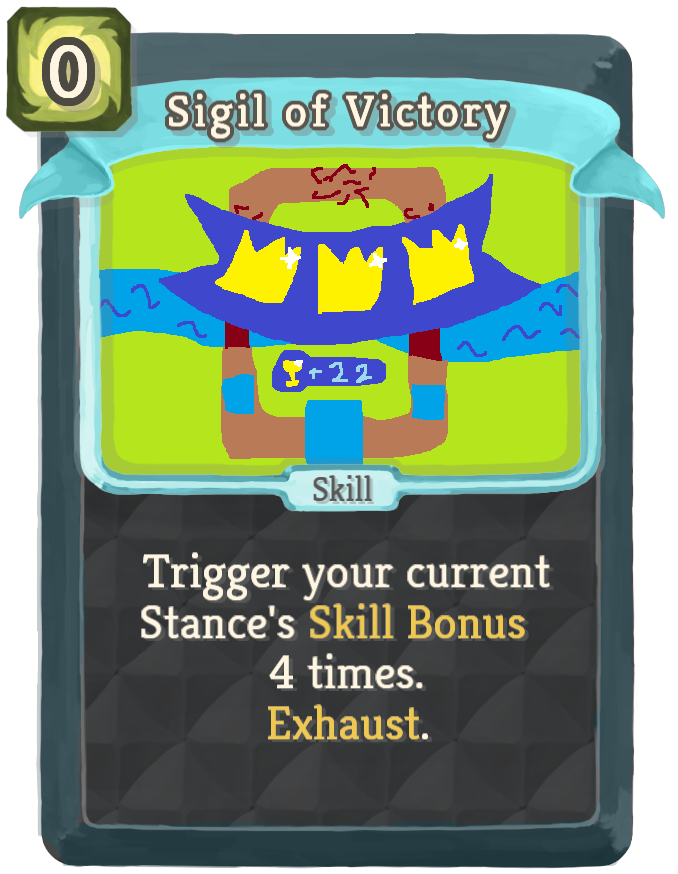 0
Sigil of Victory
+22
Skill
Trigger your current
Stance's Skill Bonus
4 times.
Exhaust.